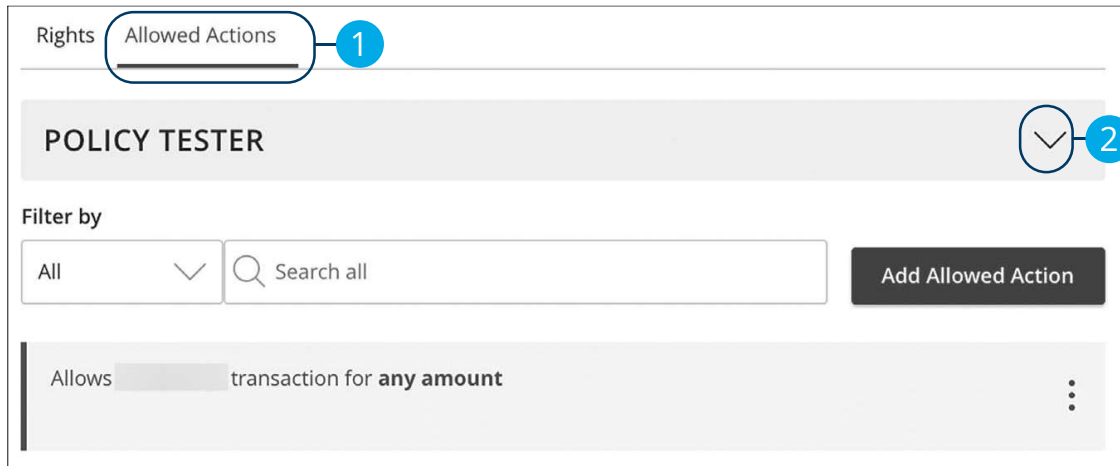 Rights Allowed Actions 1
POLICY TESTER 2
Filter by
All Search all Add Allowed Action
Allows transaction for any amount